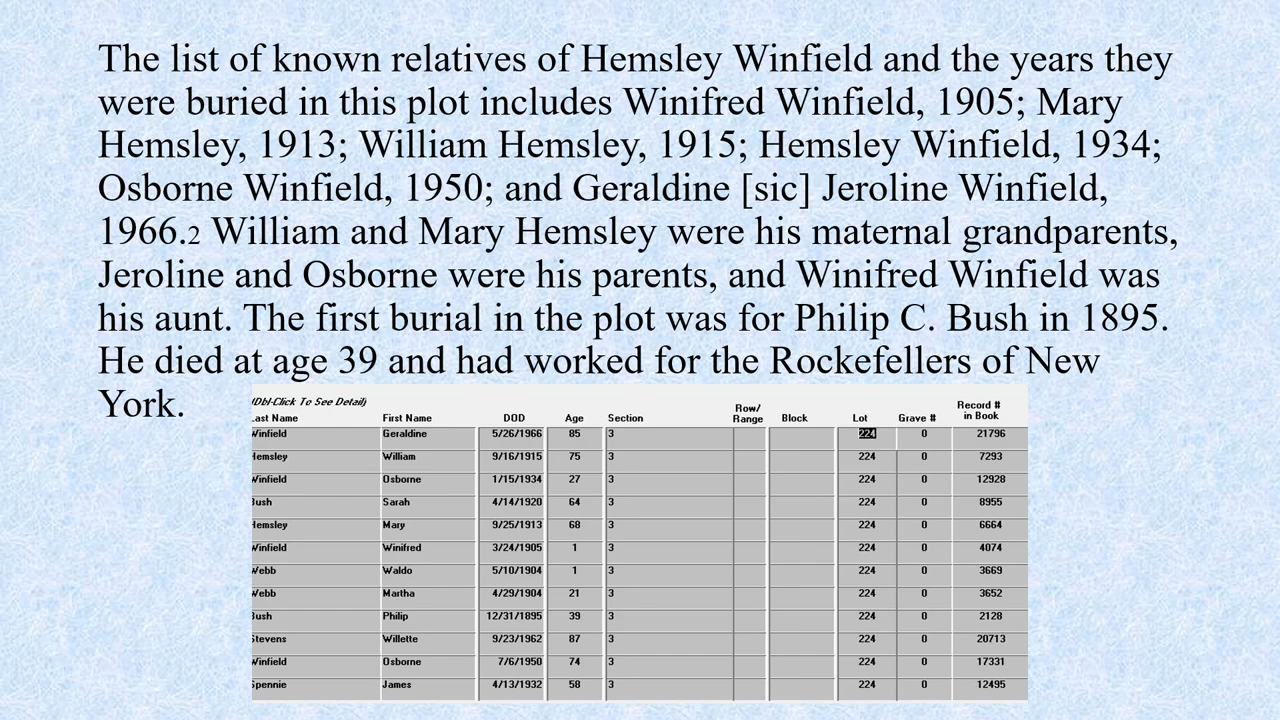 The list of known relatives of Hemsley Winfield and the years they
were buried in this plot includes Winifred Winfield, 1905; Mary
Hemsley, 1913; William Hemsley, 1915; Hemsley Winfield, 1934;
Osborne Winfield, 1950; and Geraldine [sic] Jeroline Winfield,
1966.2 William and Mary Hemsley were his maternal grandparents,
Jeroline and Osborne were his parents, and Winifred Winfield was
his aunt. The first burial in the plot was for Philip C. Bush in 1895.
He died at age 39 and had worked for the Rockefellers of New
York.
(Dbl-Click To See Detail)
Last Name First Name DOD Age Section Row/ Range Block Lot Grave # Record # in Book
Winfield Geraldine 5/26/1966 85 3 224 0 21796
Hemsley William 9/16/1915 75 3 224 0 7293
Winfield Osborne 1/15/1934 27 3 224 0 12928
Bush Sarah 4/14/1920 64 3 224 0 8955
Hemsley Mary 9/25/1913 68 3 224 0 6664
Winfield Winifred 3/24/1905 1 3 224 0 4074
Webb Waldo 5/10/1904 1 3 224 0 3669
Webb Martha 4/29/1904 21 3 224 0 3652
Bush Philip 12/31/1895 39 3 224 0 2128
Stevens Willette 9/23/1962 87 3 224 0 20713
Winfield Osborne 7/6/1950 74 3 224 0 17331
Spennie James 4/13/1932 58 3 224 0 12495